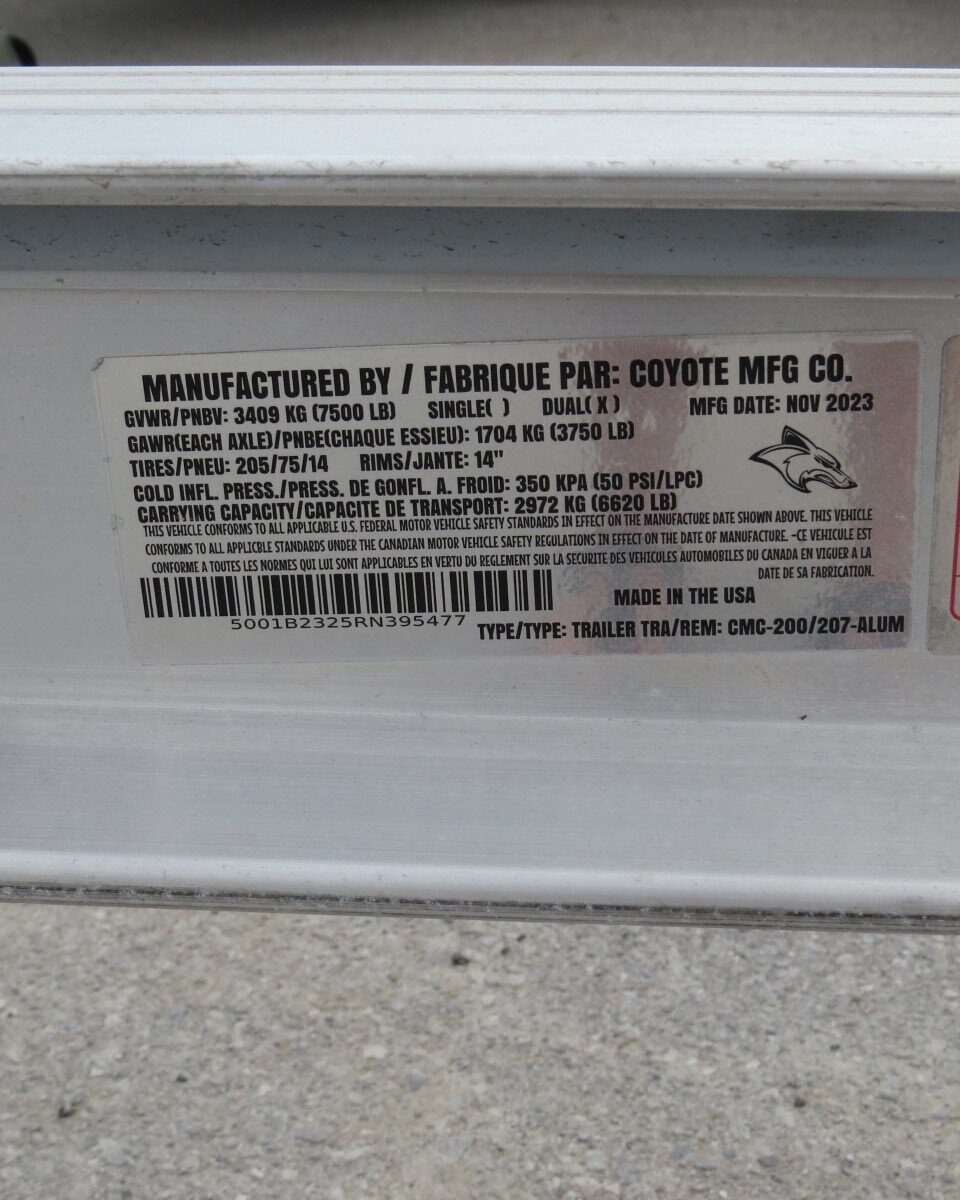 MANUFACTURED BY / FABRIQUE PAR: COYOTE MFG CO.
GVWR/PNBV: 3409 KG (7500 LB) SINGLE( ) DUAL( X ) MFG DATE: NOV 2023
GAWR(EACH AXLE)/PNBE(CHAQUE ESSIEU): 1704 KG (3750 LB)
TIRES/PNEU: 205/75/14 RIMS/JANTE: 14"
COLD INFL. PRESS./PRESS. DE GONFL. A. FROID: 350 KPA (50 PSI/LPC)
CARRYING CAPACITY/CAPACITE DE TRANSPORT: 2972 KG (6620 LB)
THIS VEHICLE CONFORMS TO ALL APPLICABLE U.S. FEDERAL MOTOR VEHICLE SAFETY STANDARDS IN EFFECT ON THE MANUFACTURE DATE SHOWN ABOVE. THIS VEHICLE
CONFORMS TO ALL APPLICBLE STANDARDS UNDER THE CANADIAN MOTOR VEHICLE SAFETY REGULATIONS IN EFFECT ON THE DATE OF MANUFACTURE. -CE VEHICULE EST
CONFORME A TOUTES LES NORMES QUI LUI SONT APPLICABLES EN VERTU DU REGLEMENT SUR LA SECURITE DES VEHICULES AUTOMOBILES DU CANADA EN VIGUER A LA
DATE DE SA FABRICATION.
MADE IN THE USA
5001B2325RN395477
TYPE/TYPE: TRAILER TRA/REM: CMC-200/207-ALUM